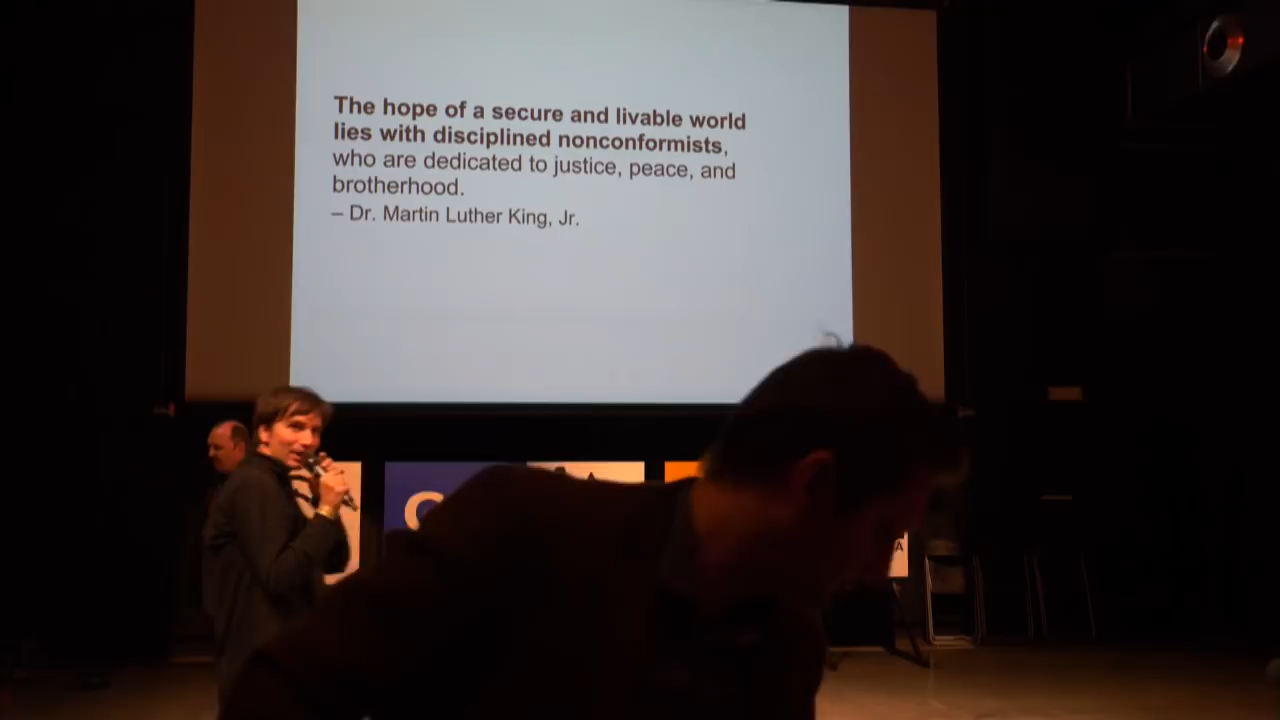 The hope of a secure and livable world
lies with disciplined nonconformists,
who are dedicated to justice, peace, and
brotherhood.
– Dr. Martin Luther King, Jr.